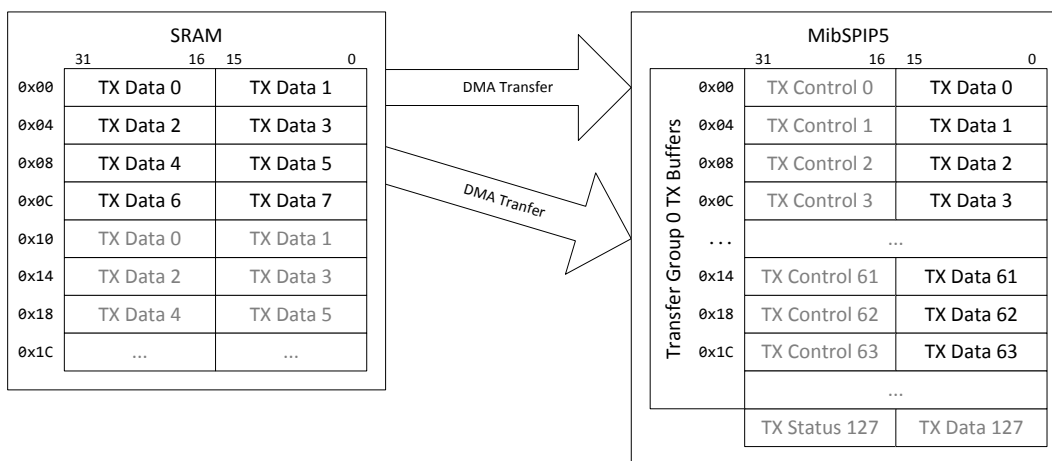 SRAM
31 16 15 0
0x00 TX Data 0 TX Data 1
0x04 TX Data 2 TX Data 3
0x08 TX Data 4 TX Data 5
0x0C TX Data 6 TX Data 7
0x10 TX Data 0 TX Data 1
0x14 TX Data 2 TX Data 3
0x18 TX Data 4 TX Data 5
0x1C ... ...
DMA Transfer
DMA Tranfer
MibSPIP5
31 16 15 0
Transfer Group 0 TX Buffers
0x00 TX Control 0 TX Data 0
0x04 TX Control 1 TX Data 1
0x08 TX Control 2 TX Data 2
0x0C TX Control 3 TX Data 3
... ...
0x14 TX Control 61 TX Data 61
0x18 TX Control 62 TX Data 62
0x1C TX Control 63 TX Data 63
...
TX Status 127 TX Data 127